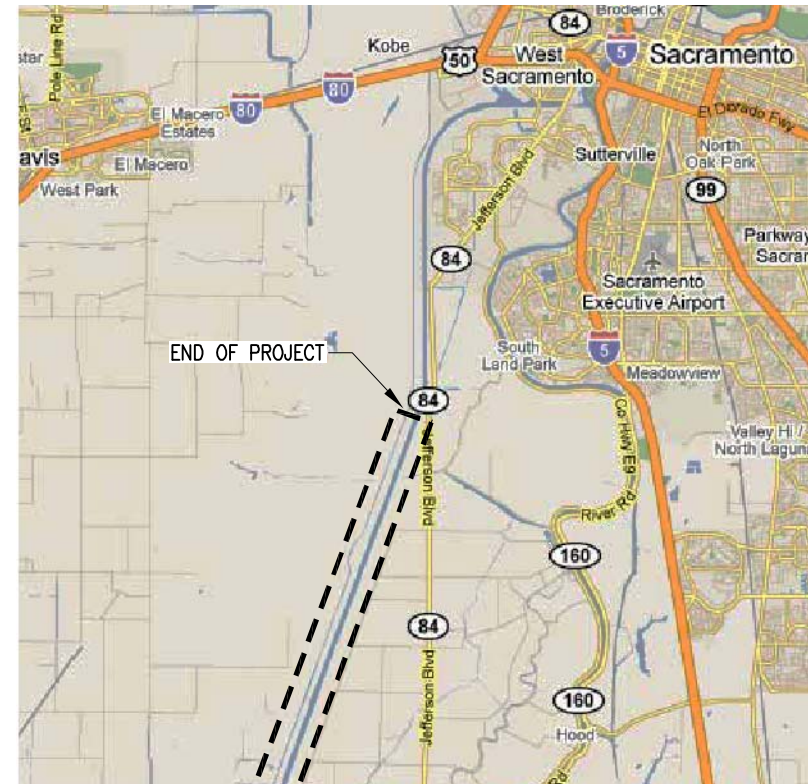 Broderick
84
Kobe
50
West
Sacramento
5
Sacramento
Pole Line Rd
80
80
El Macero
Estates
El Dorado Fwy
avis
El Macero
West Park
Sutterville
North
Oak Park
99
Jefferson Blvd
84
Parkway
Sacra
Sacramento
Executive Airport
END OF PROJECT
South
Land Park
5
Meadowview
84
Co Hwy E9
Valley Hi /
North Lagun
Jefferson Blvd
River Rd
160
84
160
Jefferson Blvd
Hood
Rd